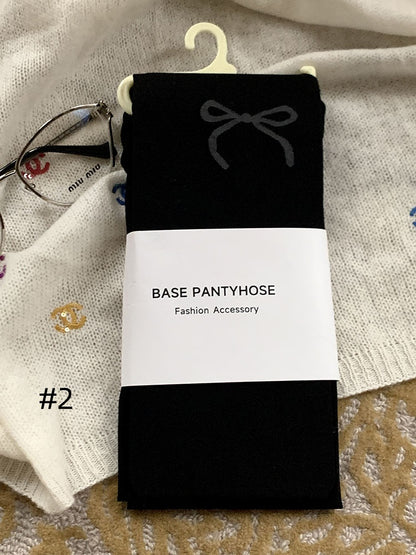 miu miu
BASE PANTYHOSE
Fashion Accessory
#2